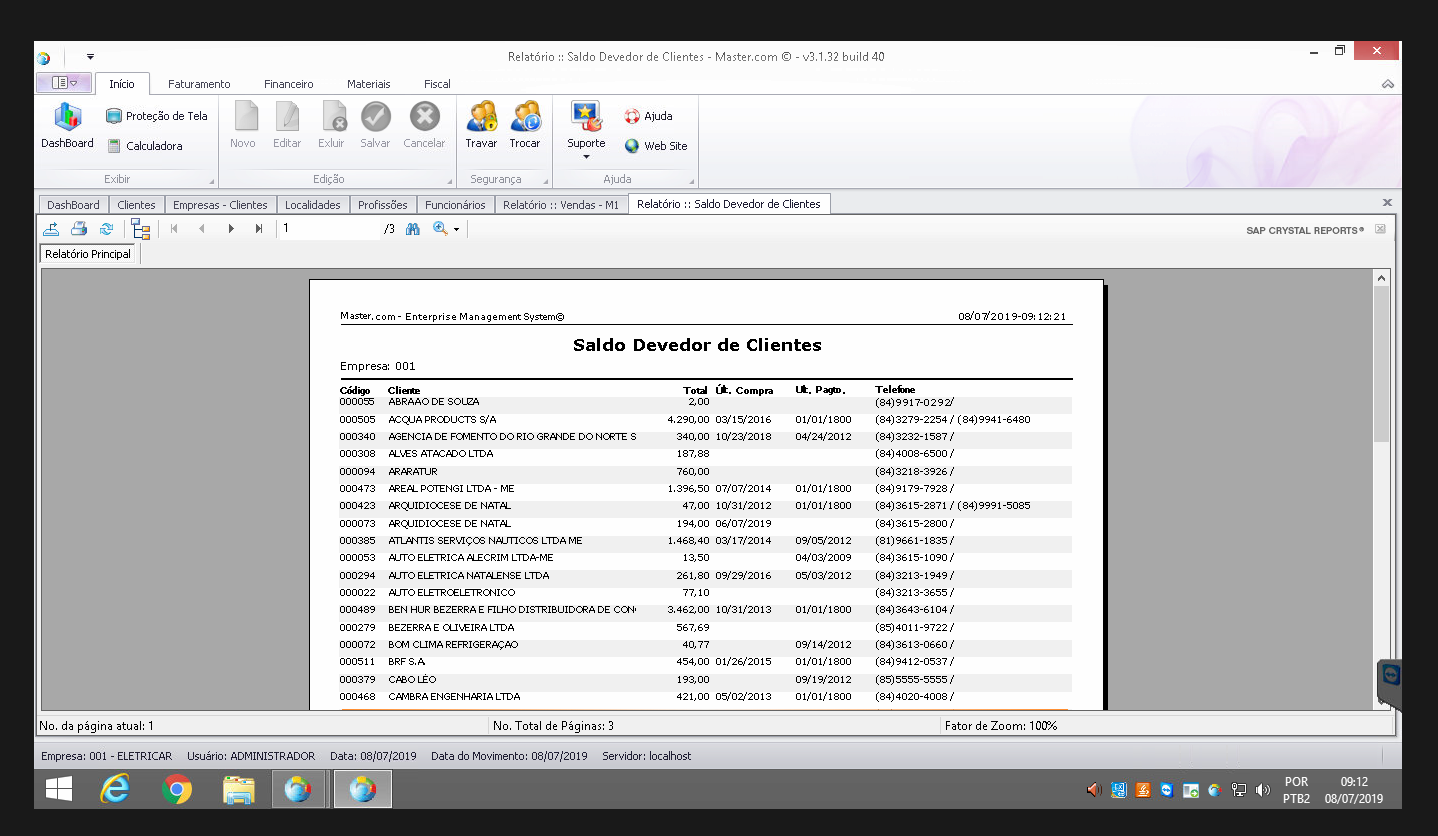 Relatório :: Saldo Devedor de Clientes - Master.com © - v3.1.32 build 40
Início Faturamento Financeiro Materiais Fiscal
DashBoard Proteção de Tela Calculadora Novo Editar Exluir Salvar Cancelar Travar Trocar Suporte Ajuda Web Site
Exibir Edição Segurança Ajuda
DashBoard Clientes Empresas - Clientes Localidades Profissões Funcionários Relatório :: Vendas - M1 Relatório :: Saldo Devedor de Clientes
1 /3 SAP CRYSTAL REPORTS®
Relatório Principal
Master.com - Enterprise Management System© 08/07/2019-09:12:21
Saldo Devedor de Clientes
Empresa: 001
Código Cliente Total Últ. Compra Ult. Pagto. Telefone
000055 ABRAAO DE SOUZA 2,00 (84)9917-0292/
000505 ACQUA PRODUCTS S/A 4.290,00 03/15/2016 01/01/1800 (84)3279-2254 / (84)9941-6480
000340 AGENCIA DE FOMENTO DO RIO GRANDE DO NORTE S 340,00 10/23/2018 04/24/2012 (84)3232-1587 /
000308 ALVES ATACADO LTDA 187,88 (84)4008-6500 /
000094 ARARATUR 760,00 (84)3218-3926 /
000473 AREAL POTENGI LTDA - ME 1.396,50 07/07/2014 01/01/1800 (84)9179-7928 /
000423 ARQUIDIOCESE DE NATAL 47,00 10/31/2012 01/01/1800 (84)3615-2871 / (84)9991-5085
000073 ARQUIDIOCESE DE NATAL 194,00 06/07/2019 (84)3615-2800 /
000385 ATLANTIS SERVIÇOS NAUTICOS LTDA ME 1.468,40 03/17/2014 09/05/2012 (81)9661-1835 /
000053 AUTO ELETRICA ALECRIM LTDA-ME 13,50 04/03/2009 (84)3615-1090 /
000294 AUTO ELETRICA NATALENSE LTDA 261,80 09/29/2016 05/03/2012 (84)3213-1949 /
000022 AUTO ELETROELETRONICO 77,10 (84)3213-3655 /
000489 BEN HUR BEZERRA E FILHO DISTRIBUIDORA DE CON 3.462,00 10/31/2013 01/01/1800 (84)3643-6104 /
000279 BEZERRA E OLIVEIRA LTDA 567,69 (85)4011-9722 /
000072 BOM CLIMA REFRIGERAÇAO 40,77 09/14/2012 (84)3613-0660 /
000511 BRF S.A. 454,00 01/26/2015 01/01/1800 (84)9412-0537 /
000379 CABO LÉO 193,00 09/19/2012 (85)5555-5555 /
000468 CAMBRA ENGENHARIA LTDA 421,00 05/02/2013 01/01/1800 (84)4020-4008 /
No. da página atual: 1 No. Total de Páginas: 3 Fator de Zoom: 100%
Empresa: 001 - ELETRICAR Usuário: ADMINISTRADOR Data: 08/07/2019 Data do Movimento: 08/07/2019 Servidor: localhost
POR 09:12
PTB2 08/07/2019